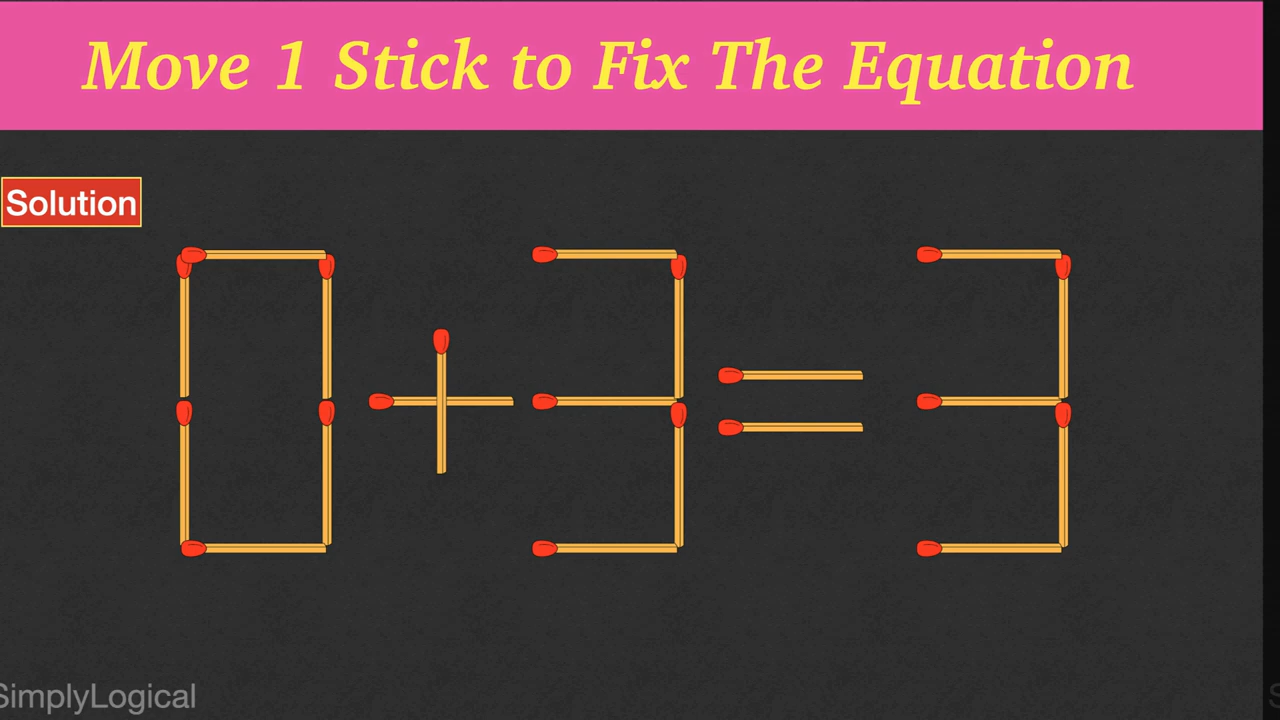 Move 1 Stick to Fix The Equation
Solution
0 + 3 = 3
SimplyLogical